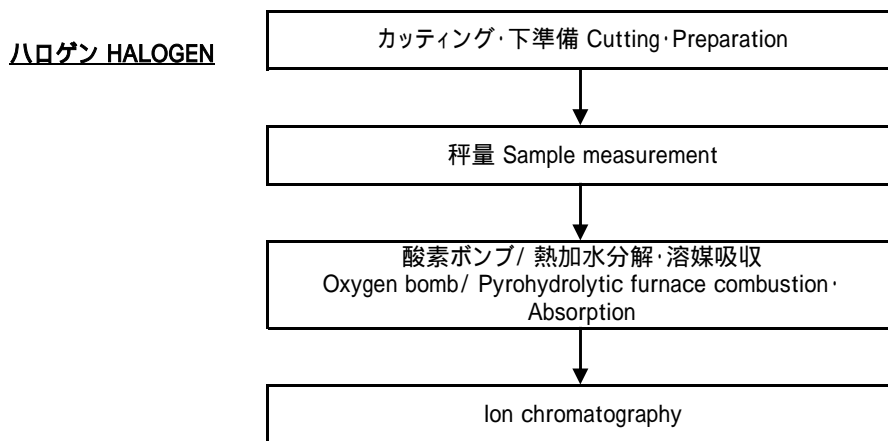 ハロゲン HALOGEN
カッティング･下準備 Cutting･Preparation
秤量 Sample measurement
酸素ボンブ/ 熱加水分解･溶媒吸収
Oxygen bomb/ Pyrohydrolytic furnace combustion･
Absorption
Ion chromatography